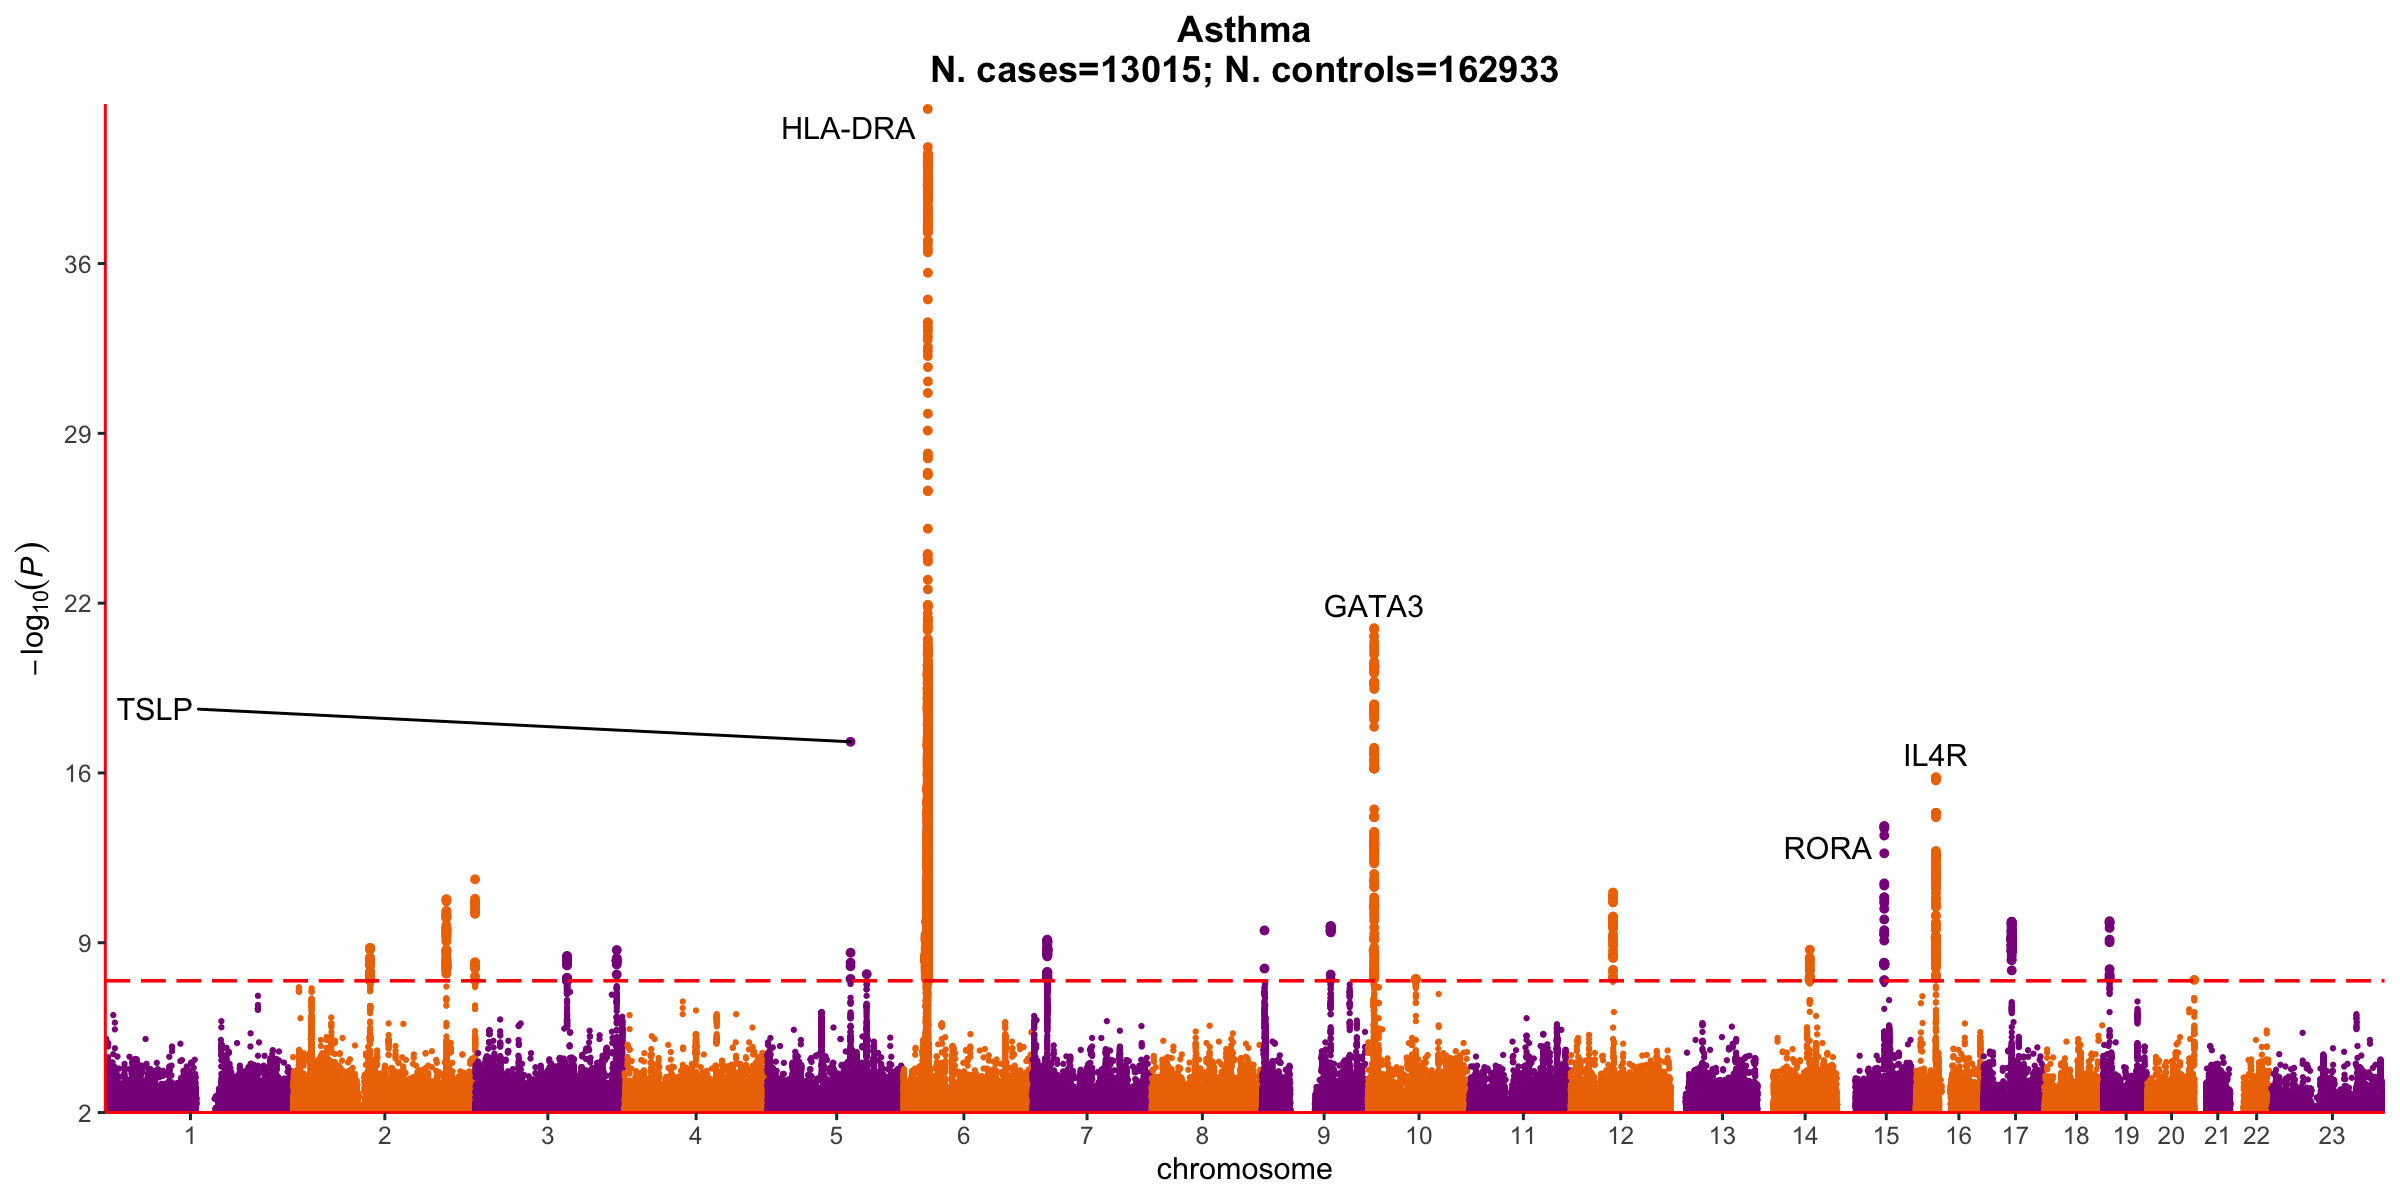 Asthma
N. cases=13015; N. controls=162933
HLA-DRA
36
29
22
GATA3
TSLP
16
IL4R
RORA
9
2
−log10(P)
1 2 3 4 5 6 7 8 9 10 11 12 13 14 15 16 17 18 19 20 21 22 23
chromosome